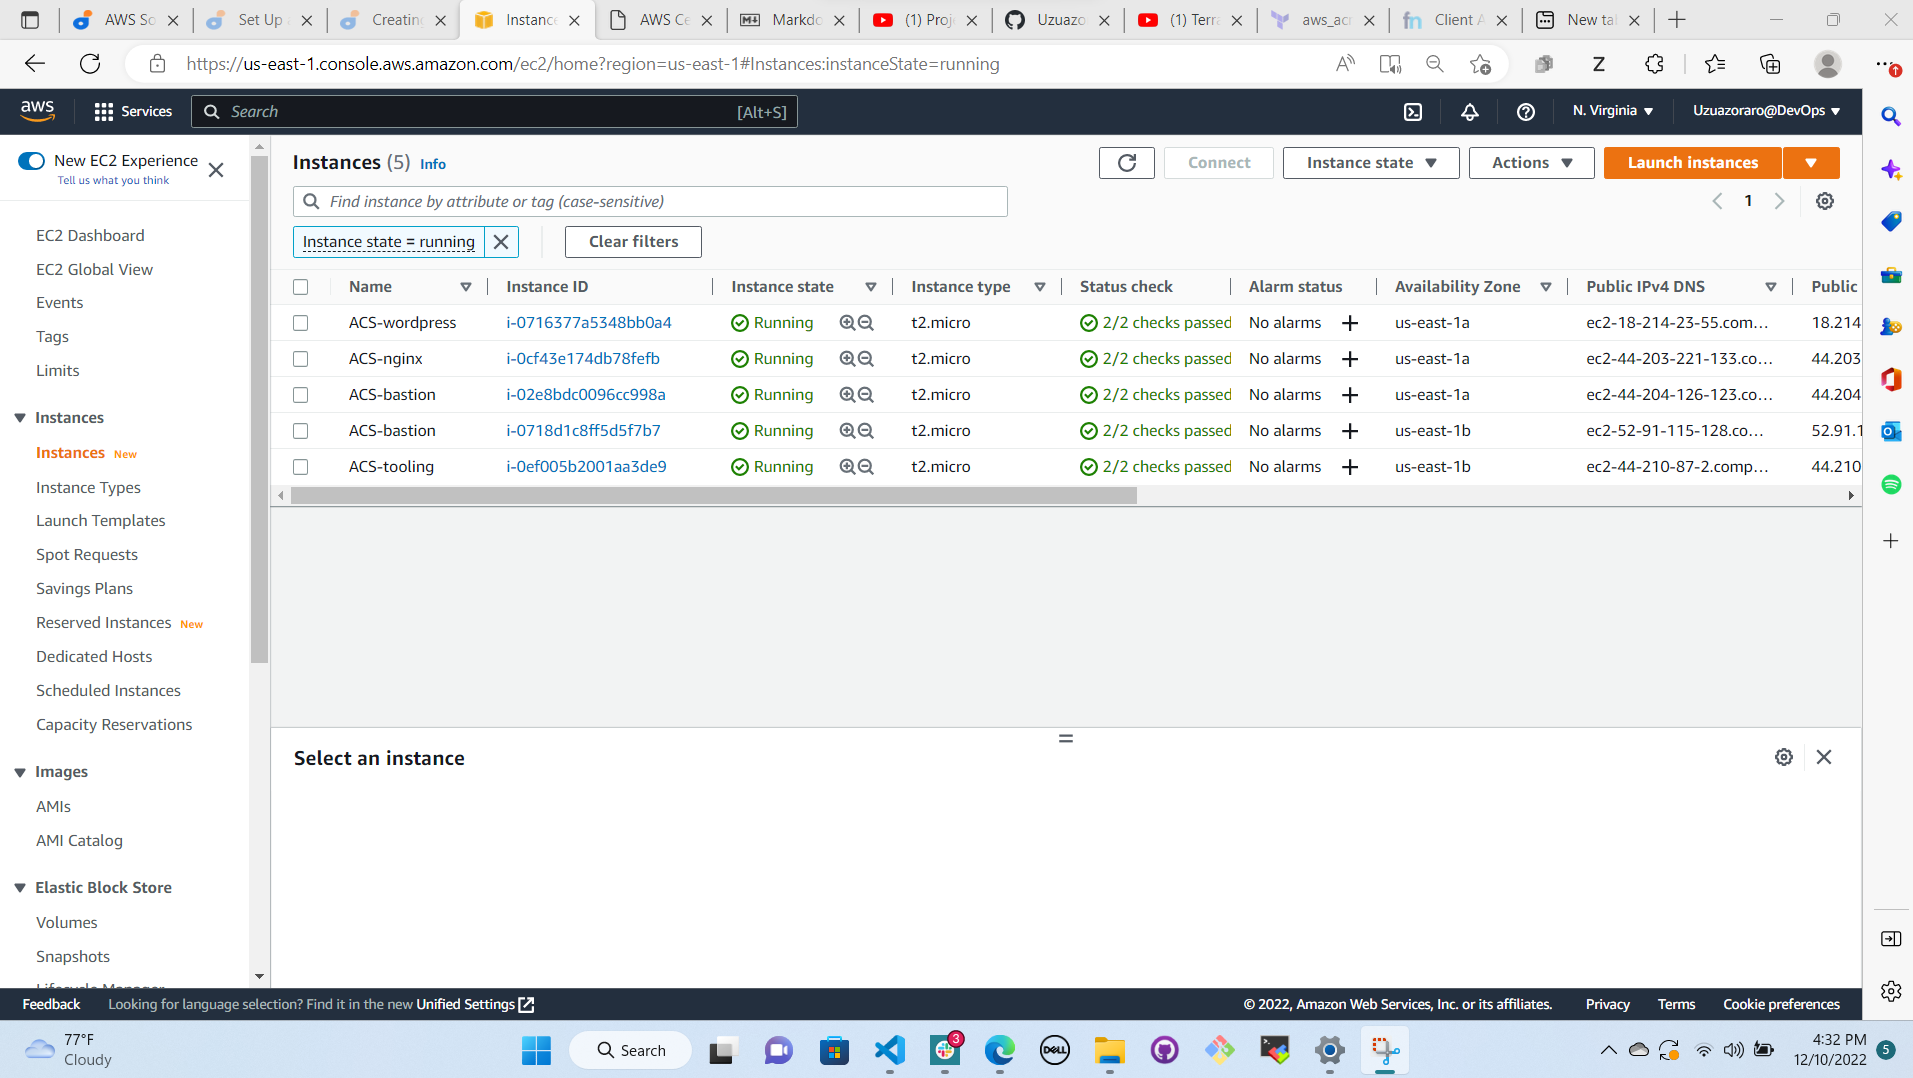 AWS So
Set Up a
Creating
Instance
AWS Ce
Markdo
(1) Proje
Uzuazo
(1) Terra
aws_acm
Client A
New tab
https://us-east-1.console.aws.amazon.com/ec2/home?region=us-east-1#Instances:instanceState=running
aws
Services
Search
[Alt+S]
N. Virginia
Uzuazoraro@DevOps
New EC2 Experience
Tell us what you think
EC2 Dashboard
EC2 Global View
Events
Tags
Limits
Instances
Instances New
Instance Types
Launch Templates
Spot Requests
Savings Plans
Reserved Instances New
Dedicated Hosts
Scheduled Instances
Capacity Reservations
Images
AMIs
AMI Catalog
Elastic Block Store
Volumes
Snapshots
Lifecycle Manager
Instances (5) Info
Connect
Instance state
Actions
Launch instances
Find instance by attribute or tag (case-sensitive)
1
Instance state = running
Clear filters
Name Instance ID Instance state Instance type Status check Alarm status Availability Zone Public IPv4 DNS Public
ACS-wordpress i-0716377a5348bb0a4 Running t2.micro 2/2 checks passed No alarms + us-east-1a ec2-18-214-23-55.com... 18.214
ACS-nginx i-0cf43e174db78fefb Running t2.micro 2/2 checks passed No alarms + us-east-1a ec2-44-203-221-133.co... 44.203
ACS-bastion i-02e8bdc0096cc998a Running t2.micro 2/2 checks passed No alarms + us-east-1a ec2-44-204-126-123.co... 44.204
ACS-bastion i-0718d1c8ff5d5f7b7 Running t2.micro 2/2 checks passed No alarms + us-east-1b ec2-52-91-115-128.co... 52.91.1
ACS-tooling i-0ef005b2001aa3de9 Running t2.micro 2/2 checks passed No alarms + us-east-1b ec2-44-210-87-2.comp... 44.210
Select an instance
Feedback Looking for language selection? Find it in the new Unified Settings
© 2022, Amazon Web Services, Inc. or its affiliates. Privacy Terms Cookie preferences
77°F
Cloudy
Search
3
DELL
4:32 PM
12/10/2022
5